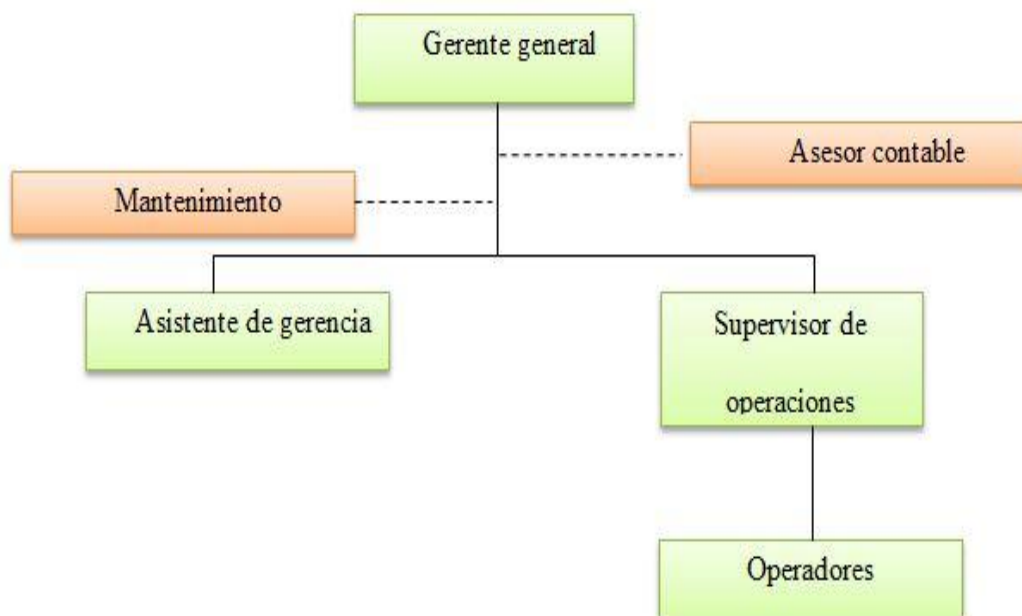 Gerente general
Asesor contable
Mantenimiento
Asistente de gerencia
Supervisor de
operaciones
Operadores